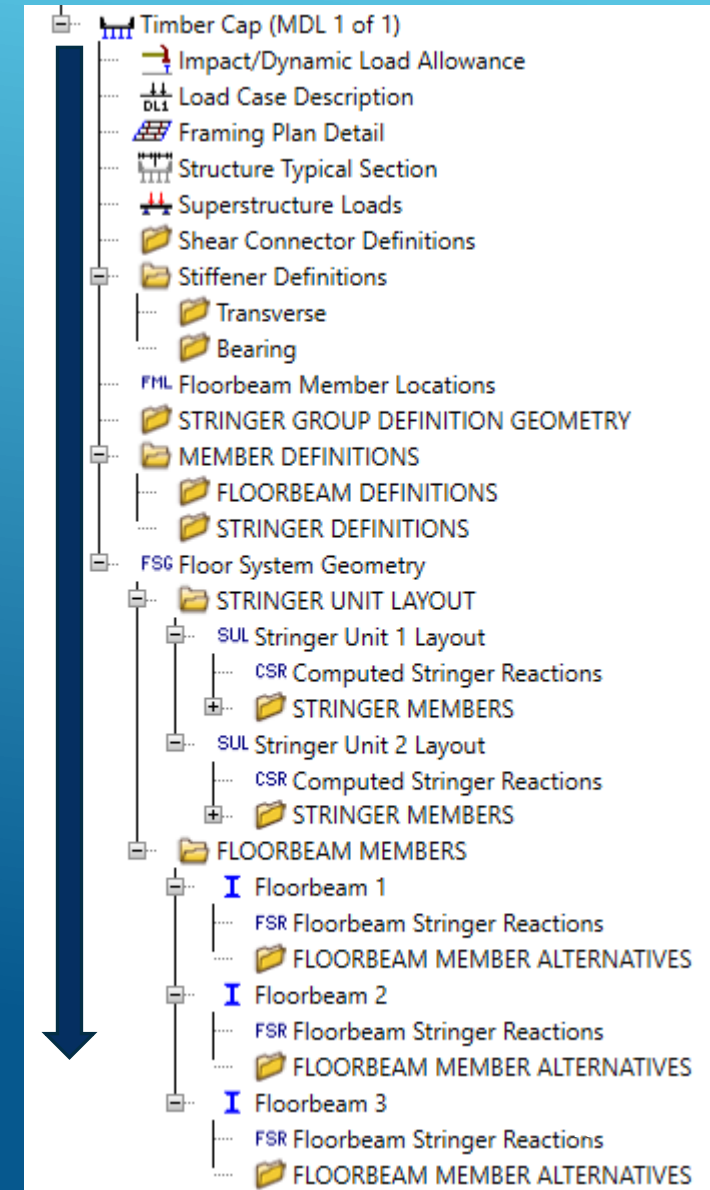 Timber Cap (MDL 1 of 1)
Impact/Dynamic Load Allowance
DL1 Load Case Description
Framing Plan Detail
Structure Typical Section
Superstructure Loads
Shear Connector Definitions
Stiffener Definitions
Transverse
Bearing
FML Floorbeam Member Locations
STRINGER GROUP DEFINITION GEOMETRY
MEMBER DEFINITIONS
FLOORBEAM DEFINITIONS
STRINGER DEFINITIONS
FSG Floor System Geometry
STRINGER UNIT LAYOUT
SUL Stringer Unit 1 Layout
CSR Computed Stringer Reactions
STRINGER MEMBERS
SUL Stringer Unit 2 Layout
CSR Computed Stringer Reactions
STRINGER MEMBERS
FLOORBEAM MEMBERS
Floorbeam 1
FSR Floorbeam Stringer Reactions
FLOORBEAM MEMBER ALTERNATIVES
Floorbeam 2
FSR Floorbeam Stringer Reactions
FLOORBEAM MEMBER ALTERNATIVES
Floorbeam 3
FSR Floorbeam Stringer Reactions
FLOORBEAM MEMBER ALTERNATIVES